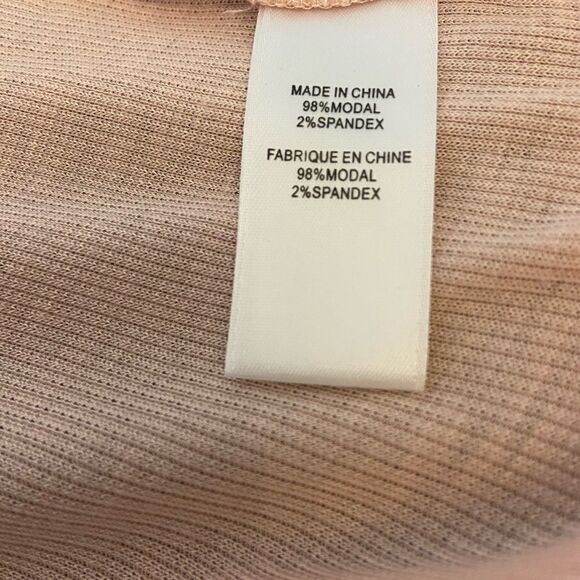 MADE IN CHINA
98%MODAL
2%SPANDEX
FABRIQUE EN CHINE
98%MODAL
2%SPANDEX